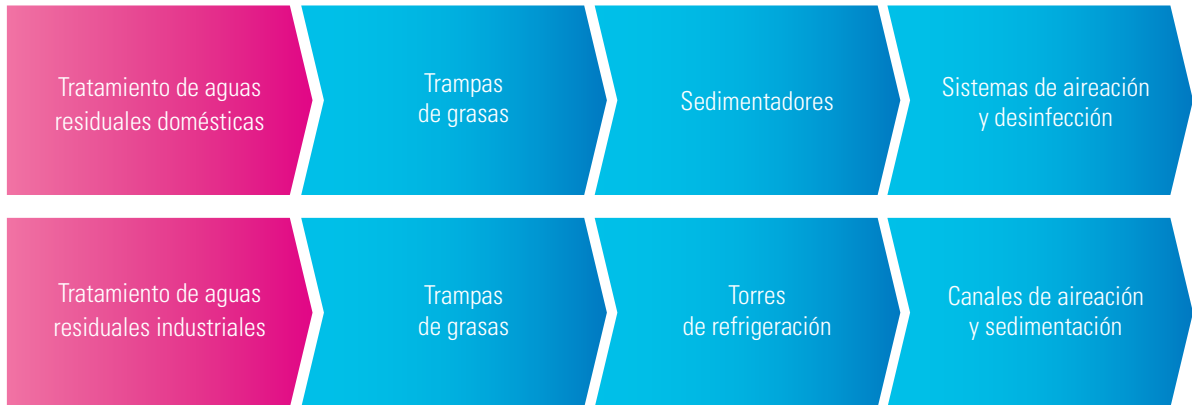 Tratamiento de aguas
residuales domésticas
Trampas
de grasas
Sedimentadores
Sistemas de aireación
y desinfección
Tratamiento de aguas
residuales industriales
Trampas
de grasas
Torres
de refrigeración
Canales de aireación
y sedimentación